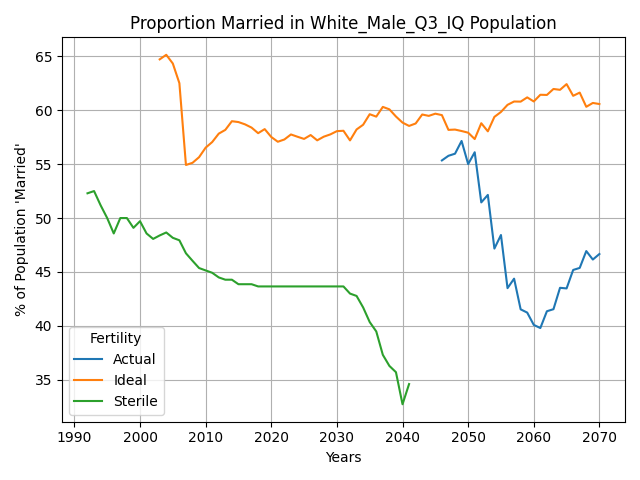 Proportion Married in White_Male_Q3_IQ Population
% of Population 'Married'
65
60
55
50
45
40
35
Fertility
Actual
Ideal
Sterile
1990 2000 2010 2020 2030 2040 2050 2060 2070
Years